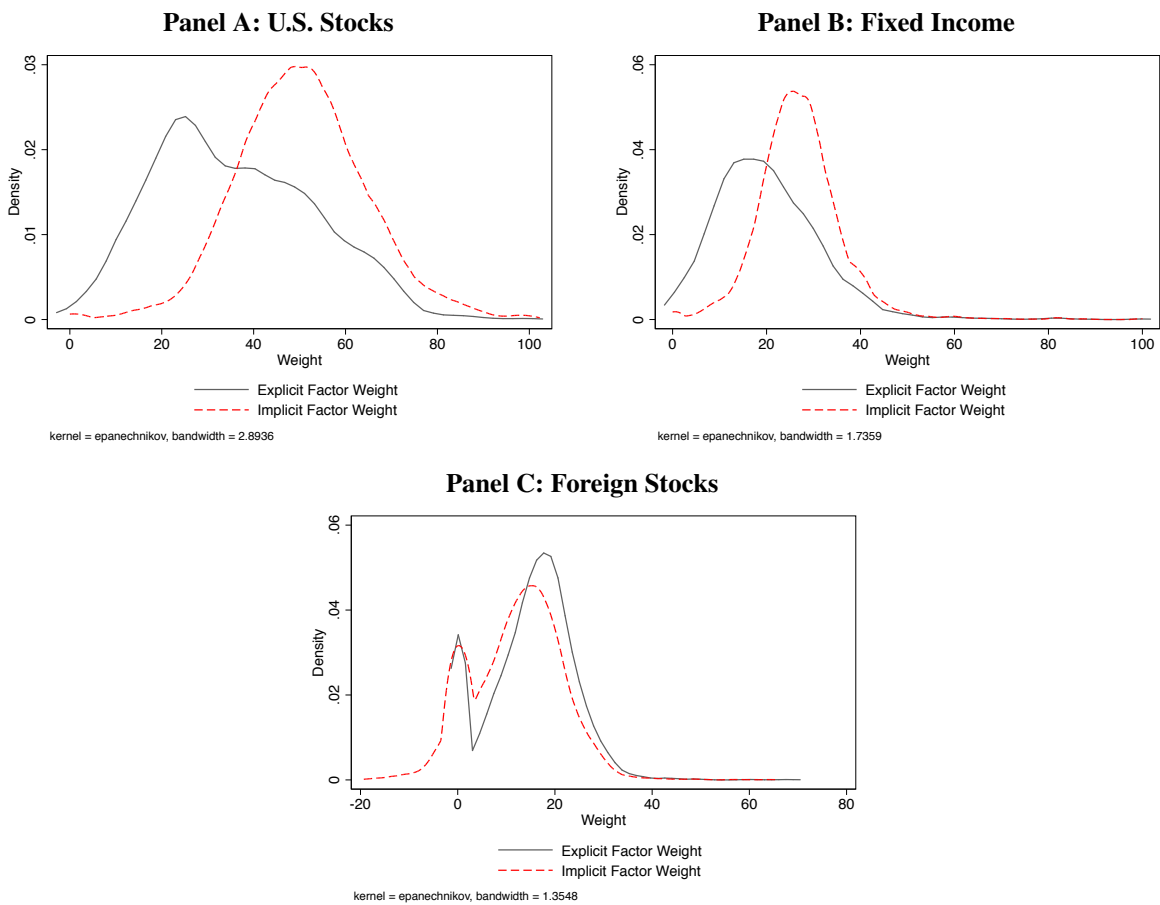 Panel A: U.S. Stocks
Density
0
.01
.02
.03
0 20 40 60 80 100
Weight
Explicit Factor Weight
Implicit Factor Weight
kernel = epanechnikov, bandwidth = 2.8936
Panel B: Fixed Income
Density
0
.02
.04
.06
0 20 40 60 80 100
Weight
Explicit Factor Weight
Implicit Factor Weight
kernel = epanechnikov, bandwidth = 1.7359
Panel C: Foreign Stocks
Density
0
.02
.04
.06
-20 0 20 40 60 80
Weight
Explicit Factor Weight
Implicit Factor Weight
kernel = epanechnikov, bandwidth = 1.3548